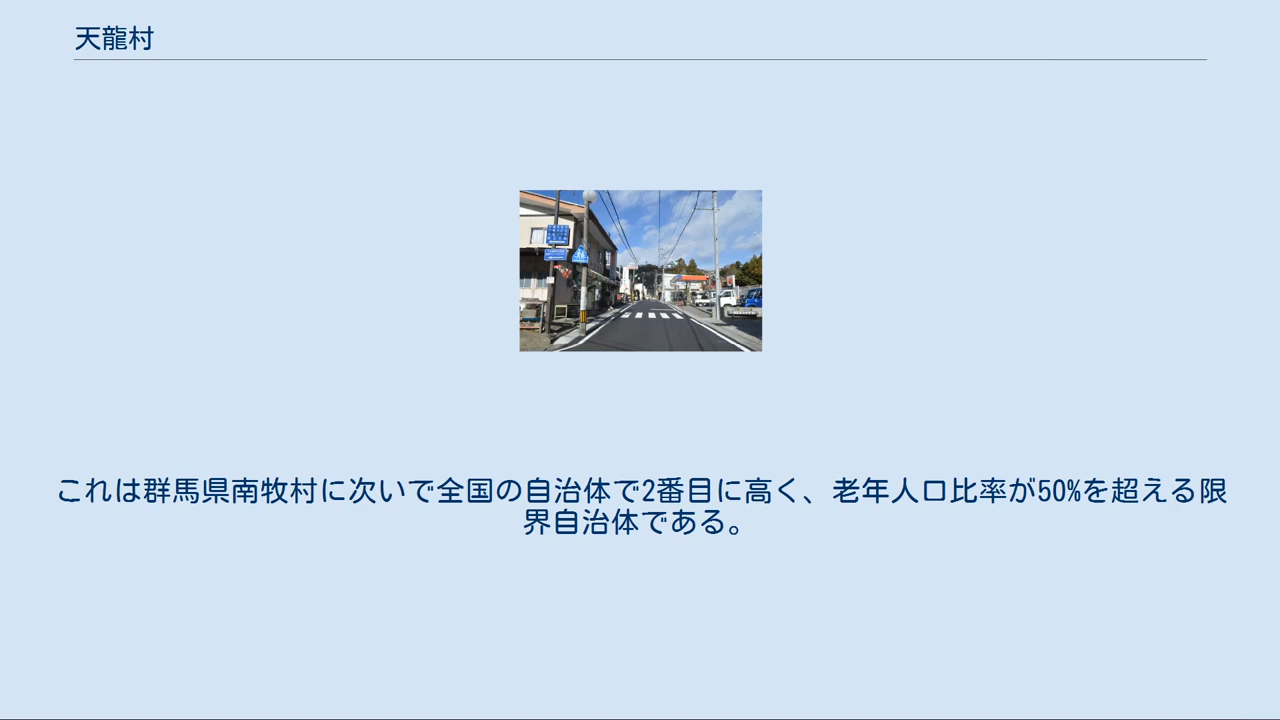 天龍村
これは群馬県南牧村に次いで全国の自治体で2番目に高く、老年人口比率が50%を超える限
界自治体である。